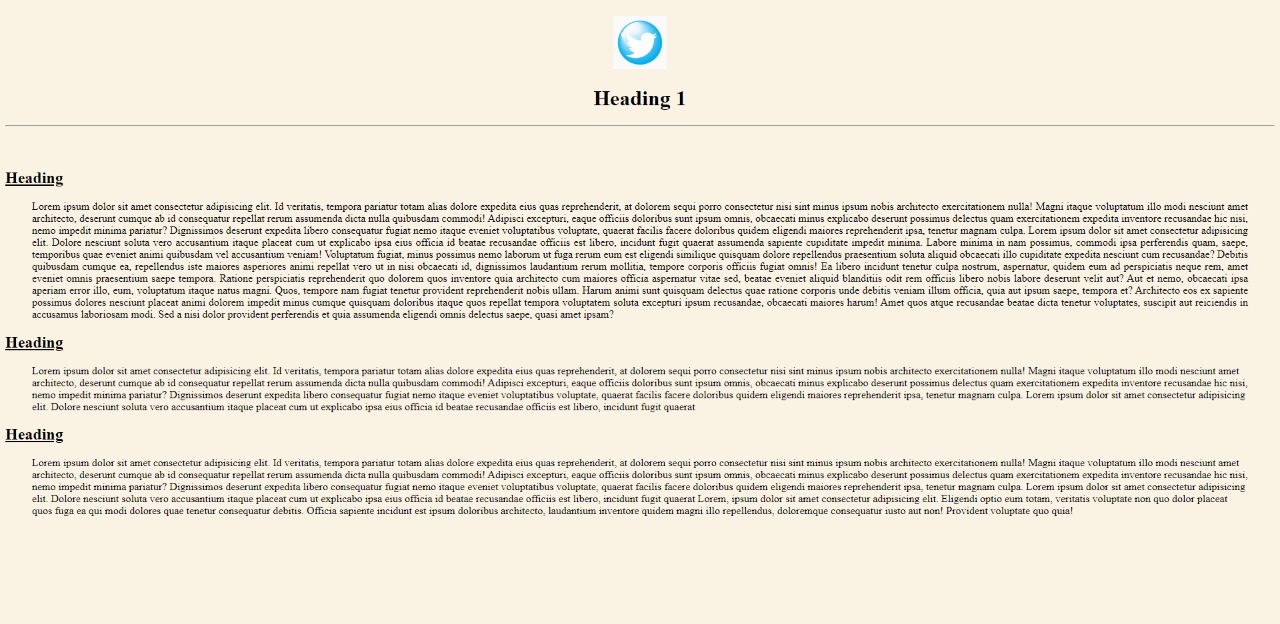 Heading 1
Heading
Lorem ipsum dolor sit amet consectetur adipisicing elit. Id veritatis, tempora pariatur totam alias dolore expedita eius quas reprehenderit, at dolorem sequi porro consectetur nisi sint minus ipsum nobis architecto exercitationem nulla! Magni itaque voluptatum illo modi nesciunt amet
architecto, deserunt cumque ab id consequatur repellat rerum assumenda dicta nulla quibusdam commodi! Adipisci excepturi, eaque officiis doloribus sunt ipsum omnis, obcaecati minus explicabo deserunt possimus delectus quam exercitationem expedita inventore recusandae hic nisi,
nemo impedit minima pariatur? Dignissimos deserunt expedita libero consequatur fugiat nemo itaque eveniet voluptatibus voluptate, quaerat facilis facere doloribus quidem eligendi maiores reprehenderit ipsa, tenetur magnam culpa. Lorem ipsum dolor sit amet consectetur adipisicing
elit. Dolore nesciunt soluta vero accusantium itaque placeat cum ut explicabo ipsa eius officia id beatae recusandae officiis est libero, incidunt fugit quaerat assumenda sapiente cupiditate impedit minima. Labore minima in nam possimus, commodi ipsa perferendis quam, saepe,
temporibus quae eveniet animi quibusdam vel accusantium veniam! Voluptatum fugiat, minus possimus nemo laborum ut fuga rerum eum est eligendi similique quisquam dolore repellendus praesentium soluta aliquid obcaecati illo cupiditate expedita nesciunt cum recusandae? Debitis
quibusdam cumque ea, repellendus iste maiores asperiores animi repellat vero ut in nisi obcaecati id, dignissimos laudantium rerum mollitia, tempore corporis officiis fugiat omnis! Ea libero incidunt tenetur culpa nostrum, aspernatur, quidem eum ad perspiciatis neque rem, amet
eveniet omnis praesentium saepe tempora. Ratione perspiciatis reprehenderit quo dolorem quos inventore quia architecto cum maiores officia aspernatur vitae sed, beatae eveniet aliquid blanditiis odit rem officiis libero nobis labore deserunt velit aut? Aut et nemo, obcaecati ipsa
aperiam error illo, eum, voluptatum itaque natus magni. Quos, tempore nam fugiat tenetur provident reprehenderit nobis ullam. Harum animi sunt quisquam delectus quae ratione corporis unde debitis veniam illum officia, quia aut ipsum saepe, tempora et? Architecto eos ex sapiente
possimus dolores nesciunt placeat animi dolorem impedit minus cumque quisquam doloribus itaque quos repellat tempora voluptatem soluta excepturi ipsum recusandae, obcaecati maiores harum! Amet quos atque recusandae beatae dicta tenetur voluptates, suscipit aut reiciendis in
accusamus laboriosam modi. Sed a nisi dolor provident perferendis et quia assumenda eligendi omnis delectus saepe, quasi amet ipsam?
Heading
Lorem ipsum dolor sit amet consectetur adipisicing elit. Id veritatis, tempora pariatur totam alias dolore expedita eius quas reprehenderit, at dolorem sequi porro consectetur nisi sint minus ipsum nobis architecto exercitationem nulla! Magni itaque voluptatum illo modi nesciunt amet
architecto, deserunt cumque ab id consequatur repellat rerum assumenda dicta nulla quibusdam commodi! Adipisci excepturi, eaque officiis doloribus sunt ipsum omnis, obcaecati minus explicabo deserunt possimus delectus quam exercitationem expedita inventore recusandae hic nisi,
nemo impedit minima pariatur? Dignissimos deserunt expedita libero consequatur fugiat nemo itaque eveniet voluptatibus voluptate, quaerat facilis facere doloribus quidem eligendi maiores reprehenderit ipsa, tenetur magnam culpa. Lorem ipsum dolor sit amet consectetur adipisicing
elit. Dolore nesciunt soluta vero accusantium itaque placeat cum ut explicabo ipsa eius officia id beatae recusandae officiis est libero, incidunt fugit quaerat
Heading
Lorem ipsum dolor sit amet consectetur adipisicing elit. Id veritatis, tempora pariatur totam alias dolore expedita eius quas reprehenderit, at dolorem sequi porro consectetur nisi sint minus ipsum nobis architecto exercitationem nulla! Magni itaque voluptatum illo modi nesciunt amet
architecto, deserunt cumque ab id consequatur repellat rerum assumenda dicta nulla quibusdam commodi! Adipisci excepturi, eaque officiis doloribus sunt ipsum omnis, obcaecati minus explicabo deserunt possimus delectus quam exercitationem expedita inventore recusandae hic nisi,
nemo impedit minima pariatur? Dignissimos deserunt expedita libero consequatur fugiat nemo itaque eveniet voluptatibus voluptate, quaerat facilis facere doloribus quidem eligendi maiores reprehenderit ipsa, tenetur magnam culpa. Lorem ipsum dolor sit amet consectetur adipisicing
elit. Dolore nesciunt soluta vero accusantium itaque placeat cum ut explicabo ipsa eius officia id beatae recusandae officiis est libero, incidunt fugit quaerat Lorem, ipsum dolor sit amet consectetur adipisicing elit. Eligendi optio eum totam, veritatis voluptate non quo dolor placeat
quos fuga ea qui modi dolores quae tenetur consequatur debitis. Officia sapiente incidunt est ipsum doloribus architecto, laudantium inventore quidem magni illo repellendus, doloremque consequatur iusto aut non! Provident voluptate quo quia!